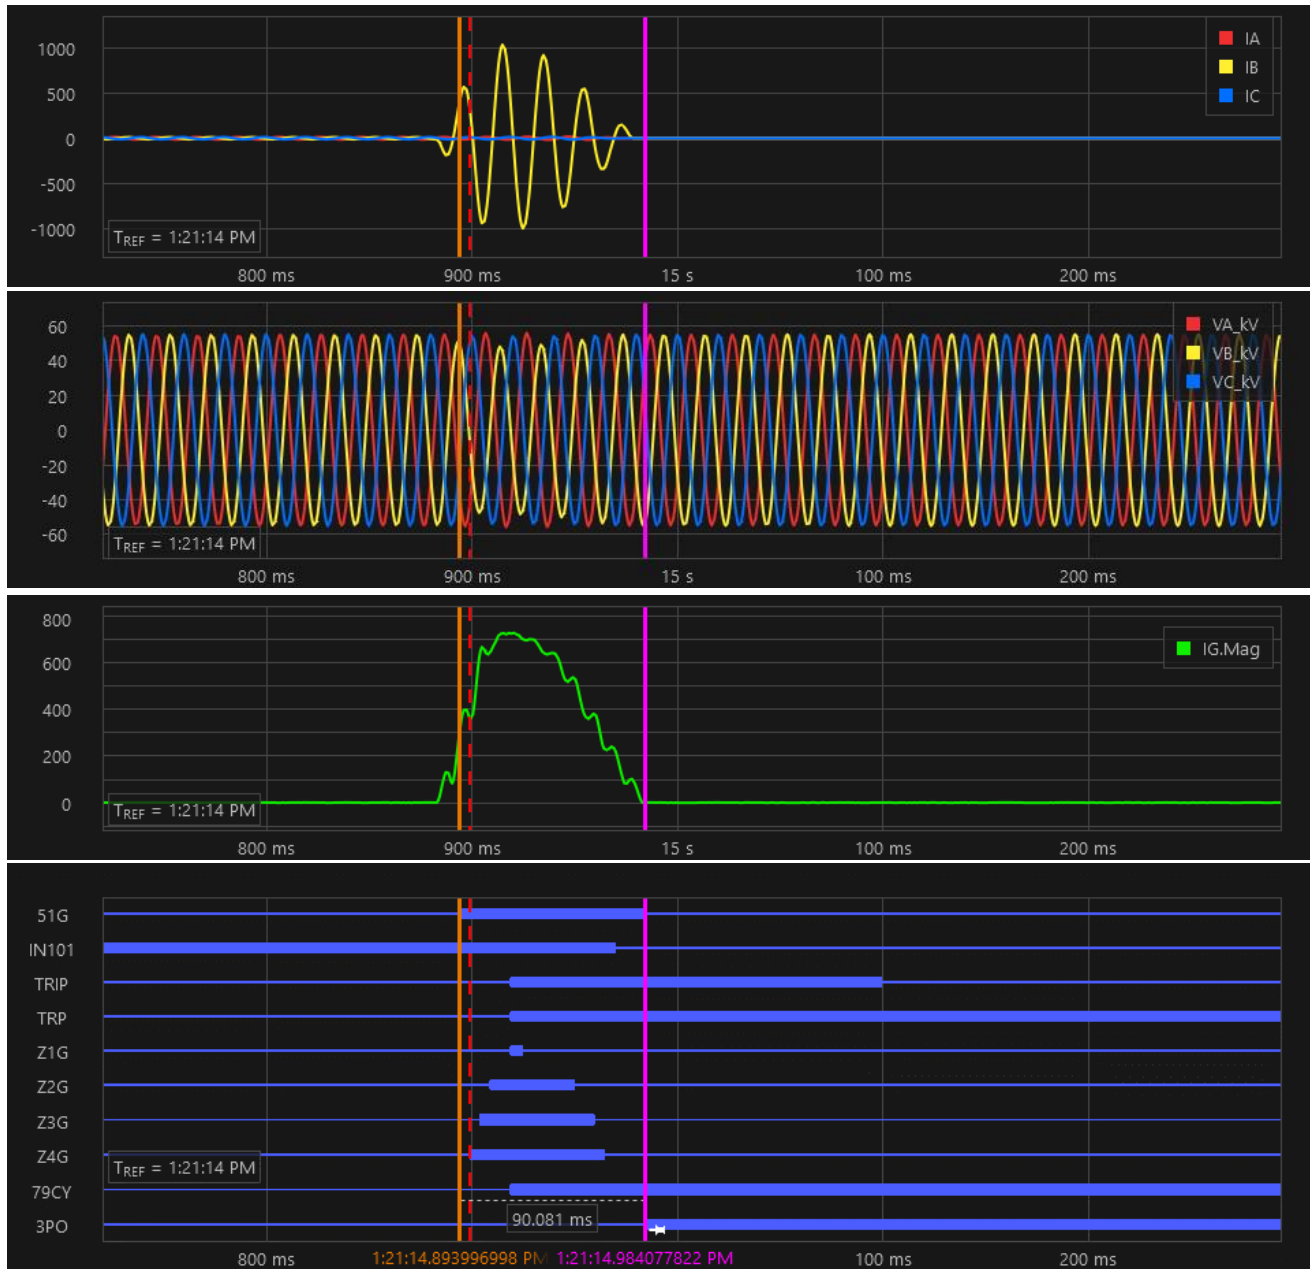 1000
500
0
-500
-1000
IA
IB
IC
TREF = 1:21:14 PM
800 ms
900 ms
15 s
100 ms
200 ms
60
40
20
0
-20
-40
-60
VA_kV
VB_kV
VC_kV
TREF = 1:21:14 PM
800 ms
900 ms
15 s
100 ms
200 ms
800
600
400
200
0
IG.Mag
TREF = 1:21:14 PM
800 ms
900 ms
15 s
100 ms
200 ms
51G
IN101
TRIP
TRP
Z1G
Z2G
Z3G
Z4G
79CY
3PO
TREF = 1:21:14 PM
90.081 ms
800 ms
1:21:14.893996998 PM
1:21:14.984077822 PM
100 ms
200 ms